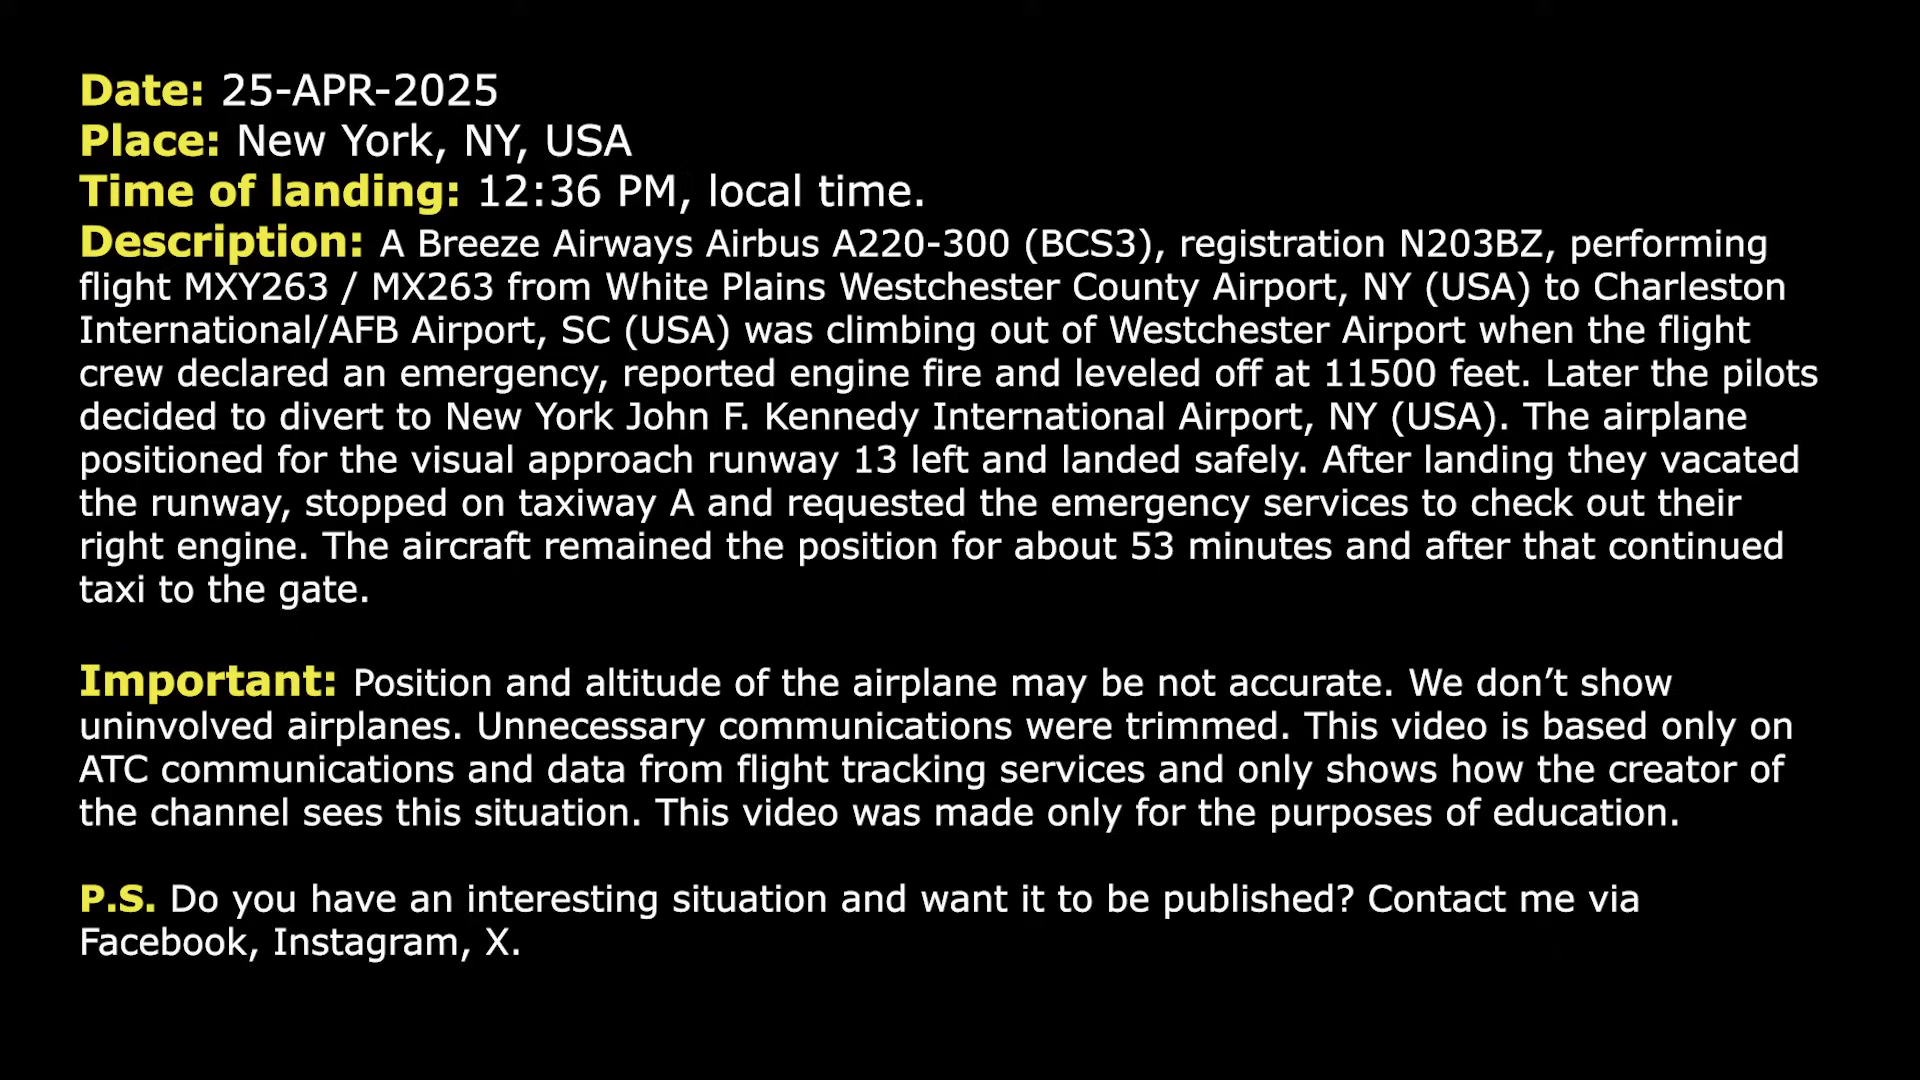 Date: 25-APR-2025
Place: New York, NY, USA
Time of landing: 12:36 PM, local time.
Description: A Breeze Airways Airbus A220-300 (BCS3), registration N203BZ, performing
flight MXY263 / MX263 from White Plains Westchester County Airport, NY (USA) to Charleston
International/AFB Airport, SC (USA) was climbing out of Westchester Airport when the flight
crew declared an emergency, reported engine fire and leveled off at 11500 feet. Later the pilots
decided to divert to New York John F. Kennedy International Airport, NY (USA). The airplane
positioned for the visual approach runway 13 left and landed safely. After landing they vacated
the runway, stopped on taxiway A and requested the emergency services to check out their
right engine. The aircraft remained the position for about 53 minutes and after that continued
taxi to the gate.
Important: Position and altitude of the airplane may be not accurate. We don’t show
uninvolved airplanes. Unnecessary communications were trimmed. This video is based only on
ATC communications and data from flight tracking services and only shows how the creator of
the channel sees this situation. This video was made only for the purposes of education.
P.S. Do you have an interesting situation and want it to be published? Contact me via
Facebook, Instagram, X.